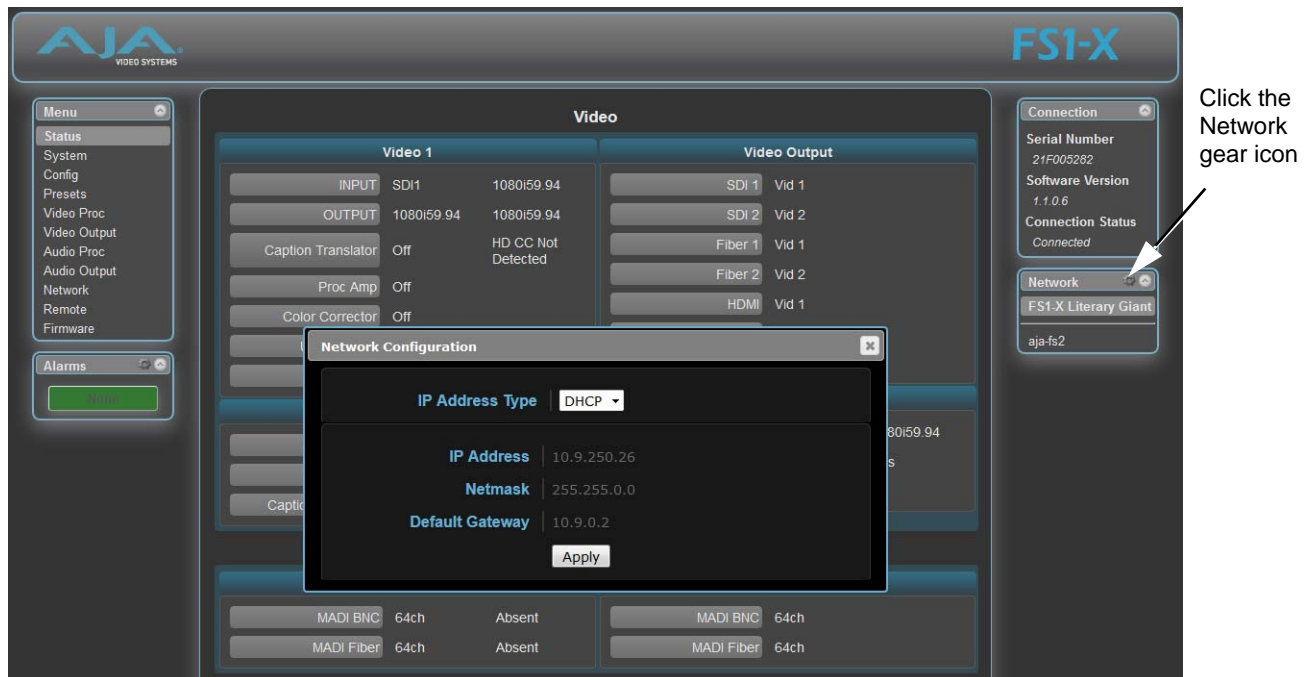 AJA
VIDEO SYSTEMS
FS1-X
Click the
Network
gear icon
Menu
Status
System
Config
Presets
Video Proc
Video Output
Audio Proc
Audio Output
Network
Remote
Firmware
Alarms
None
Video
Video 1
INPUT SDI1 1080i59.94
OUTPUT 1080i59.94 1080i59.94
Caption Translator Off HD CC Not
Detected
Proc Amp Off
Color Corrector Off
Video Output
SDI 1 Vid 1
SDI 2 Vid 2
Fiber 1 Vid 1
Fiber 2 Vid 2
HDMI Vid 1
Network Configuration
IP Address Type DHCP
IP Address 10.9.250.26
Netmask 255.255.0.0
Default Gateway 10.9.0.2
Apply
80i59.94
s
Captio
MADI BNC 64ch Absent
MADI Fiber 64ch Absent
MADI BNC 64ch
MADI Fiber 64ch
Connection
Serial Number
21F005282
Software Version
1.1.0.6
Connection Status
Connected
Network
FS1-X Literary Giant
aja-fs2